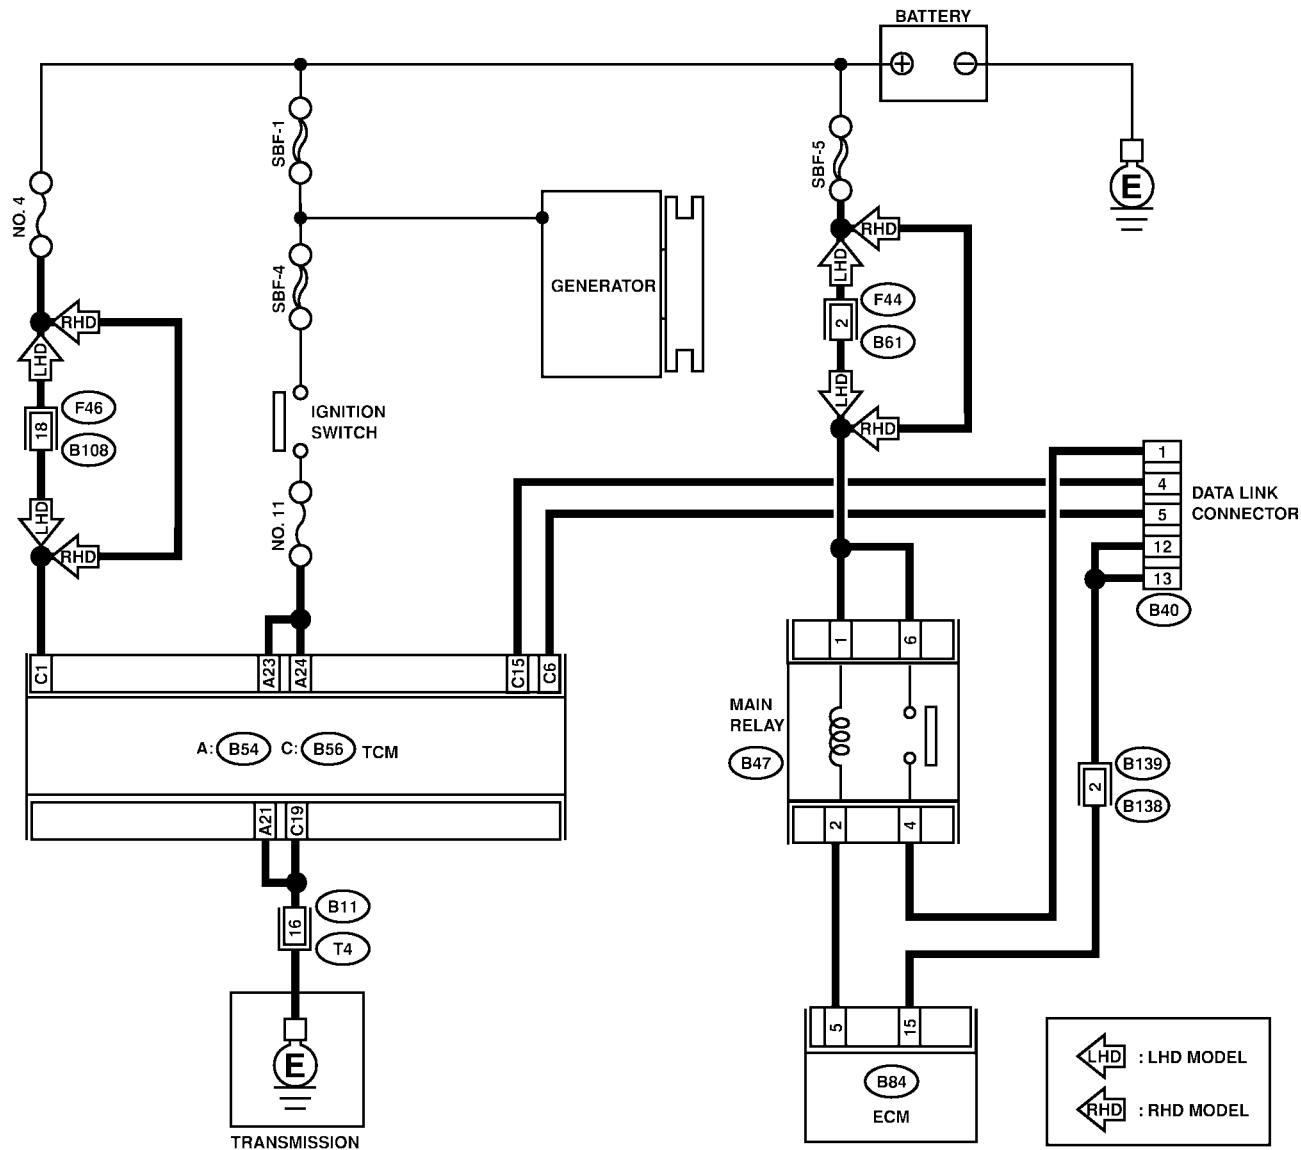 BATTERY
+
−
SBF-1
SBF-5
E
NO. 4
SBF-4
GENERATOR
RHD
LHD
2
F44
B61
LHD
RHD
RHD
LHD
18
F46
B108
LHD
RHD
IGNITION
SWITCH
NO. 11
1
4
5
12
13
DATA LINK
CONNECTOR
B40
C1
A23
A24
C15
C6
A: B54 C: B56 TCM
A21
C19
1
6
MAIN
RELAY
B47
2
4
2
B139
B138
16
B11
T4
E
TRANSMISSION
5
15
B84
ECM
LHD : LHD MODEL
RHD : RHD MODEL